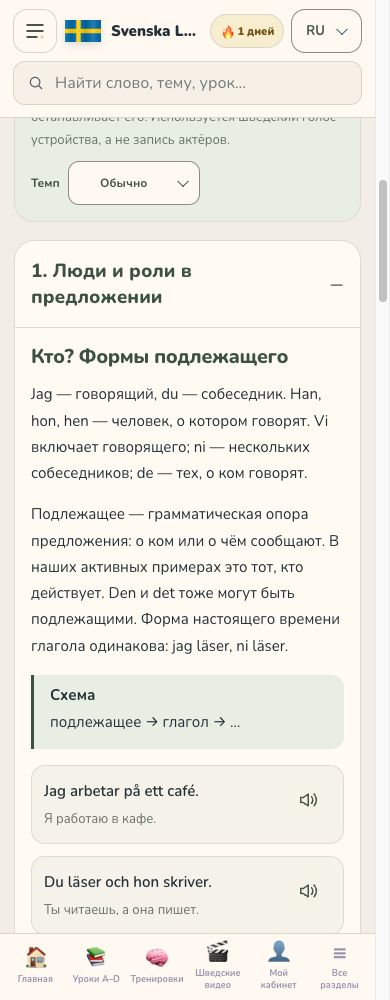 Svenska L...
🔥 1 дней
RU
Найти слово, тему, урок...
останавливает его. Используется шведский голос
устройства, а не запись актёров.
Темп
Обычно
1. Люди и роли в
предложении
Кто? Формы подлежащего
Jag — говорящий, du — собеседник. Han,
hon, hen — человек, о котором говорят. Vi
включает говорящего; ni — нескольких
собеседников; de — тех, о ком говорят.
Подлежащее — грамматическая опора
предложения: о ком или о чём сообщают. В
наших активных примерах это тот, кто
действует. Den и det тоже могут быть
подлежащими. Форма настоящего времени
глагола одинакова: jag läser, ni läser.
Схема
подлежащее → глагол → ...
Jag arbetar på ett café.
Я работаю в кафе.
Du läser och hon skriver.
Ты читаешь, а она пишет.
Главная
Уроки A–D
Тренировки
Шведские
видео
Мой
кабинет
Все
разделы